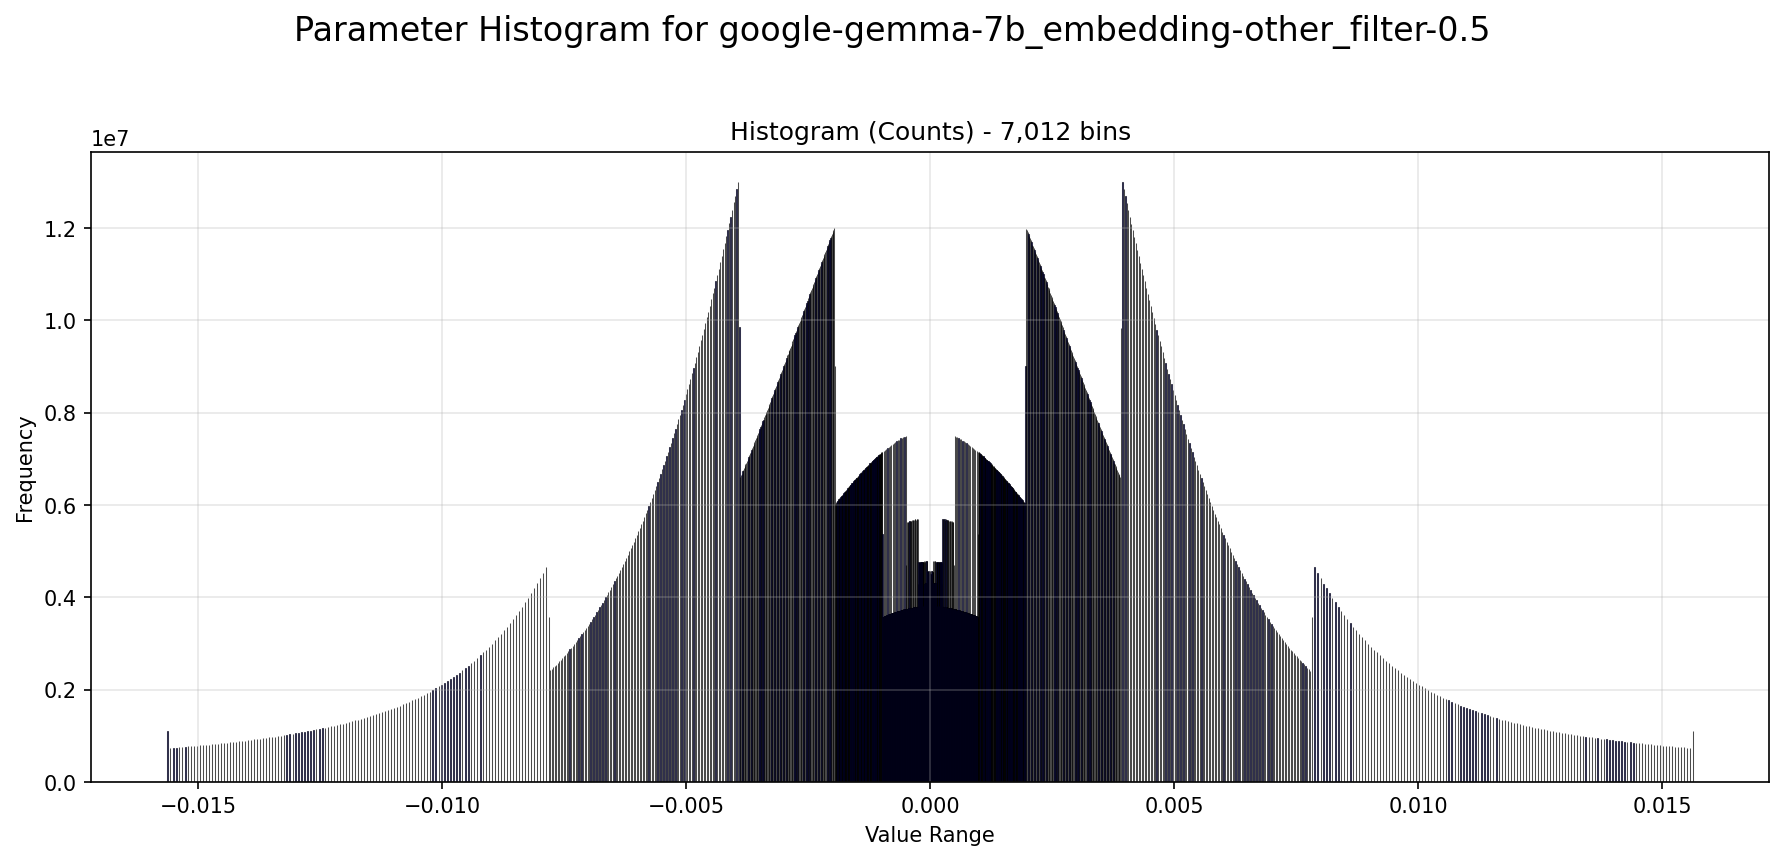 Parameter Histogram for google-gemma-7b_embedding-other_filter-0.5
Histogram (Counts) - 7,012 bins
1e7
1.2
1.0
0.8
0.6
0.4
0.2
0.0
Frequency
−0.015 −0.010 −0.005 0.000 0.005 0.010 0.015
Value Range